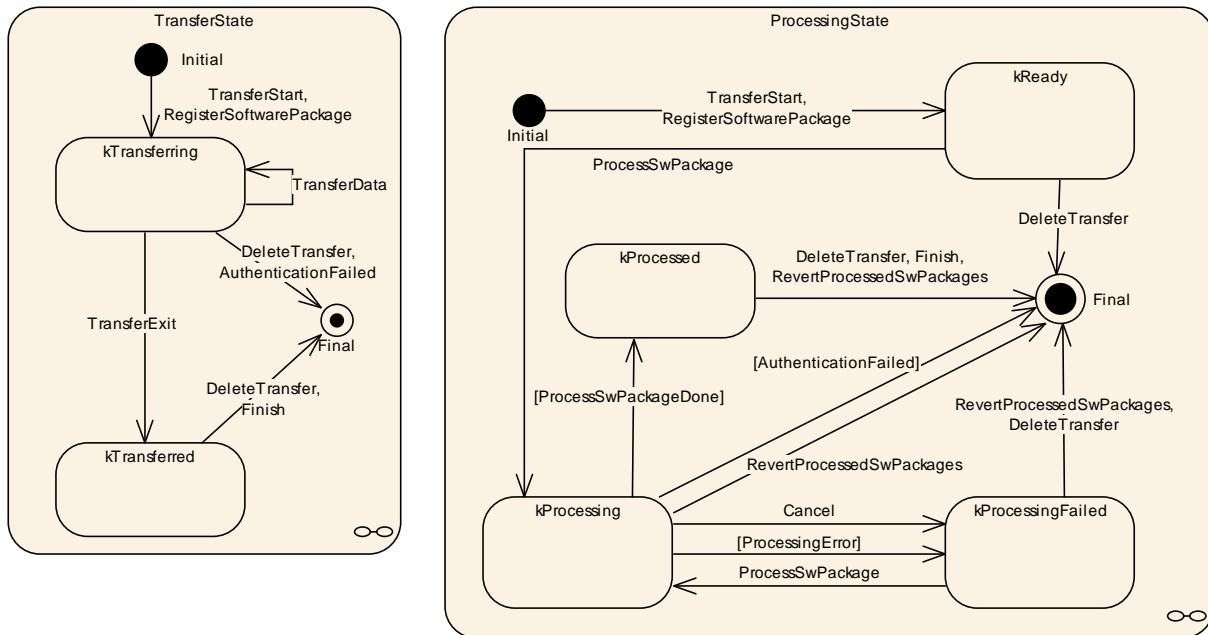 TransferState
Initial
TransferStart,
RegisterSoftwarePackage
kTransferring
TransferData
DeleteTransfer,
AuthenticationFailed
TransferExit
Final
DeleteTransfer,
Finish
kTransferred
ProcessingState
kReady
TransferStart,
RegisterSoftwarePackage
Initial
ProcessSwPackage
DeleteTransfer
kProcessed
DeleteTransfer, Finish,
RevertProcessedSwPackages
Final
[AuthenticationFailed]
[ProcessSwPackageDone]
RevertProcessedSwPackages,
DeleteTransfer
RevertProcessedSwPackages
kProcessing
Cancel
kProcessingFailed
[ProcessingError]
ProcessSwPackage